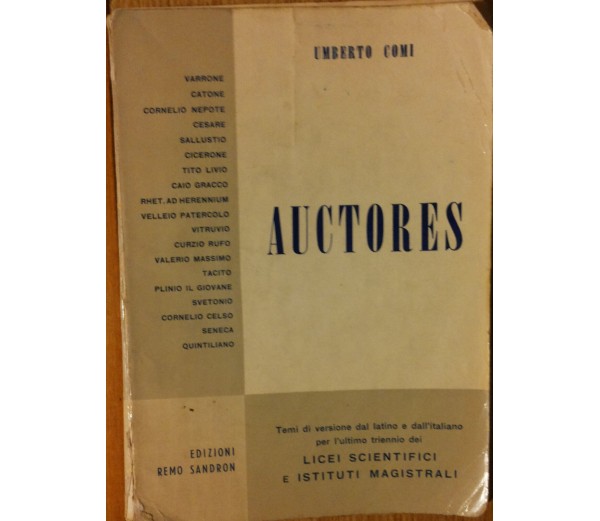 UMBERTO COMI
VARRONE
CATONE
CORNELIO NEPOTE
CESARE
SALLUSTIO
CICERONE
TITO LIVIO
CAIO GRACCO
RHET. AD HERENNIUM
VELLEIO PATERCOLO
VITRUVIO
CURZIO RUFO
VALERIO MASSIMO
TACITO
PLINIO IL GIOVANE
SVETONIO
CORNELIO CELSO
SENECA
QUINTILIANO
AUCTORES
Temi di versione dal latino e dall'italiano
per l'ultimo triennio dei
LICEI SCIENTIFICI
E ISTITUTI MAGISTRALI
EDIZIONI
REMO SANDRON